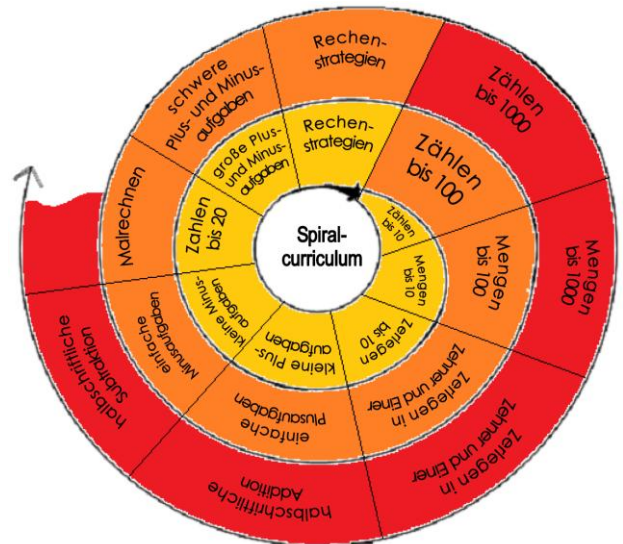 Spiral-
curriculum
Zählen
bis 10
Mengen
bis 10
Zerlegen
bis 10
kleine Plus-
aufgaben
kleine Minus-
aufgaben
Zahlen
bis 20
große Plus-
und Minus-
aufgaben
Rechen-
strategien
Zählen
bis 100
Mengen
bis 100
Zerlegen in
Zehner und Einer
einfache
Plusaufgaben
einfache
Minusaufgaben
Malrechnen
schwere
Plus- und Minus-
aufgaben
Rechen-
strategien
Zählen
bis 1000
Mengen
bis 1000
Zerlegen in
Zehner und Einer
halbschriftliche
Addition
halbschriftliche
Subtraktion